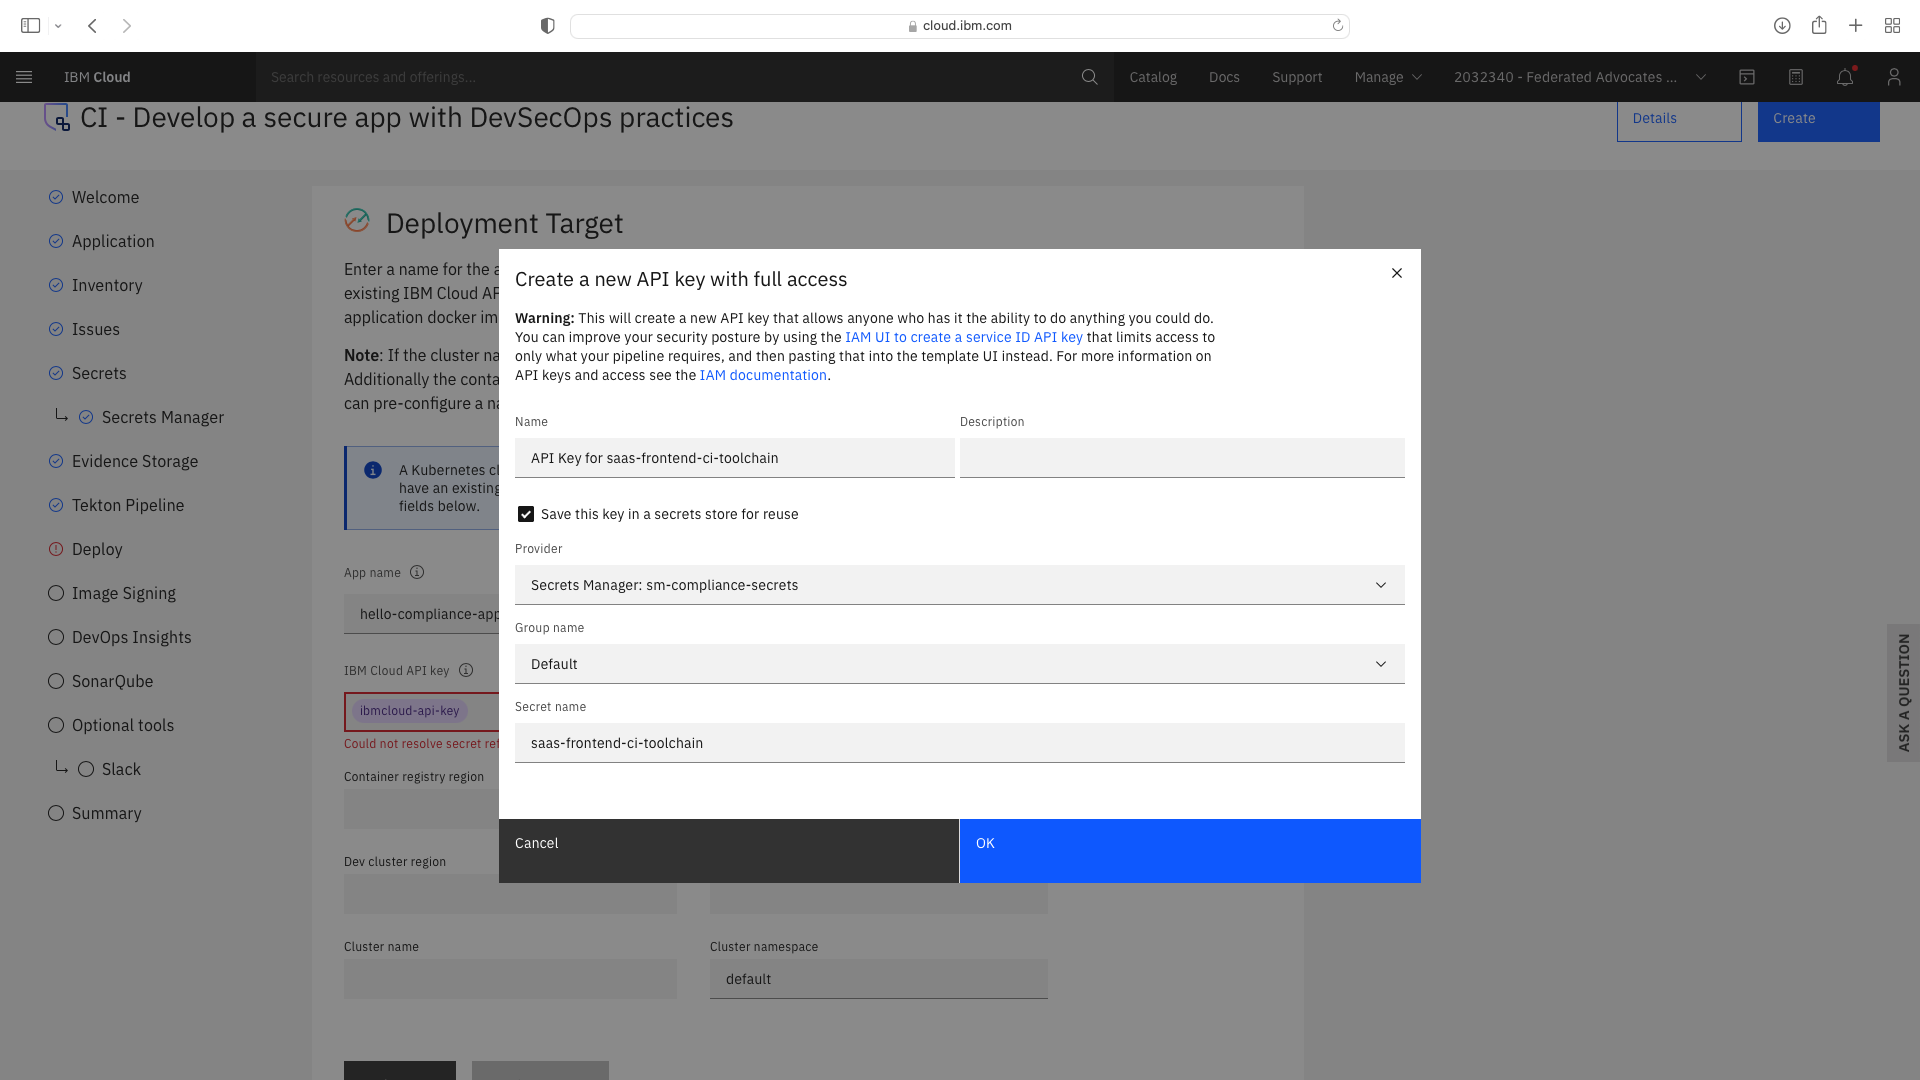 cloud.ibm.com
IBM Cloud
Search resources and offerings...
Catalog
Docs
Support
Manage
2032340 - Federated Advocates ...
CI - Develop a secure app with DevSecOps practices
Details
Create
Welcome
Application
Inventory
Issues
Secrets
Secrets Manager
Evidence Storage
Tekton Pipeline
Deploy
Image Signing
DevOps Insights
SonarQube
Optional tools
Slack
Summary
Deployment Target
Enter a name for the a
existing IBM Cloud AP
application docker im
Note: If the cluster na
Additionally the conta
can pre-configure a na
A Kubernetes cl
have an existing
fields below.
App name
hello-compliance-app
IBM Cloud API key
ibmcloud-api-key
Could not resolve secret ref
Container registry region
Dev cluster region
Cluster name
Cluster namespace
default
Create a new API key with full access
Warning: This will create a new API key that allows anyone who has it the ability to do anything you could do.
You can improve your security posture by using the IAM UI to create a service ID API key that limits access to
only what your pipeline requires, and then pasting that into the template UI instead. For more information on
API keys and access see the IAM documentation.
Name
Description
API Key for saas-frontend-ci-toolchain
Save this key in a secrets store for reuse
Provider
Secrets Manager: sm-compliance-secrets
Group name
Default
Secret name
saas-frontend-ci-toolchain
Cancel
OK
ASK A QUESTION